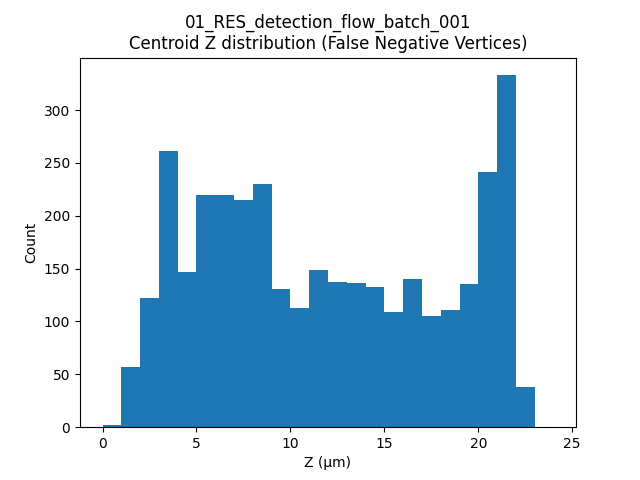 01_RES_detection_flow_batch_001
Centroid Z distribution (False Negative Vertices)
300
250
200
150
100
50
0
Count
0 5 10 15 20 25
Z (μm)